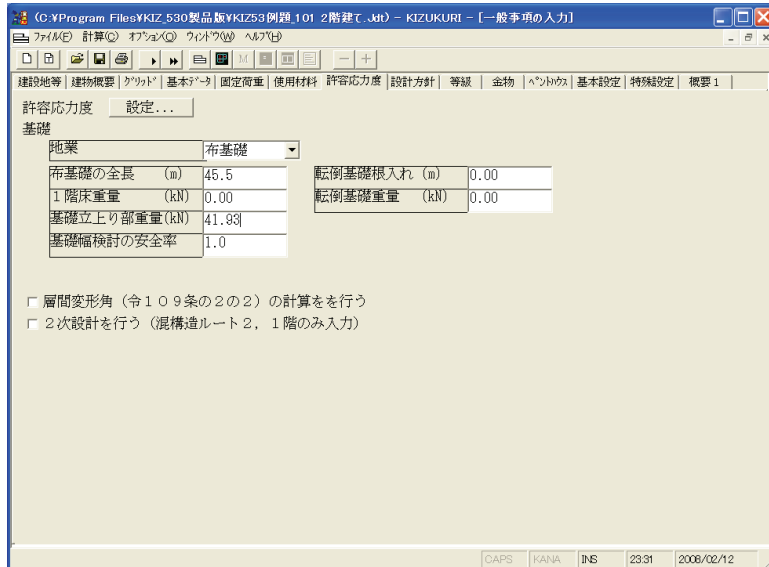 (C:¥Program Files¥KIZ_530製品版¥KIZ53例題_101 2階建て.Jdt) - KIZUKURI - [一般事項の入力]
ファイル(F) 計算(C) オプション(O) ウィンドウ(W) ヘルプ(H)
建設地等 建物概要 グリッド 基本データ 固定荷重 使用材料 許容応力度 設計方針 等級 金物 ペントハウス 基本設定 特殊設定 概要1
許容応力度 設定...
基礎
地業 布基礎
布基礎の全長 (m) 45.5 転倒基礎根入れ (m) 0.00
1階床重量 (kN) 0.00 転倒基礎重量 (kN) 0.00
基礎立上り部重量(kN) 41.93
基礎幅検討の安全率 1.0
層間変形角(令109条の2の2)の計算をを行う
2次設計を行う(混構造ルート2,1階のみ入力)
CAPS KANA INS 23:31 2008/02/12